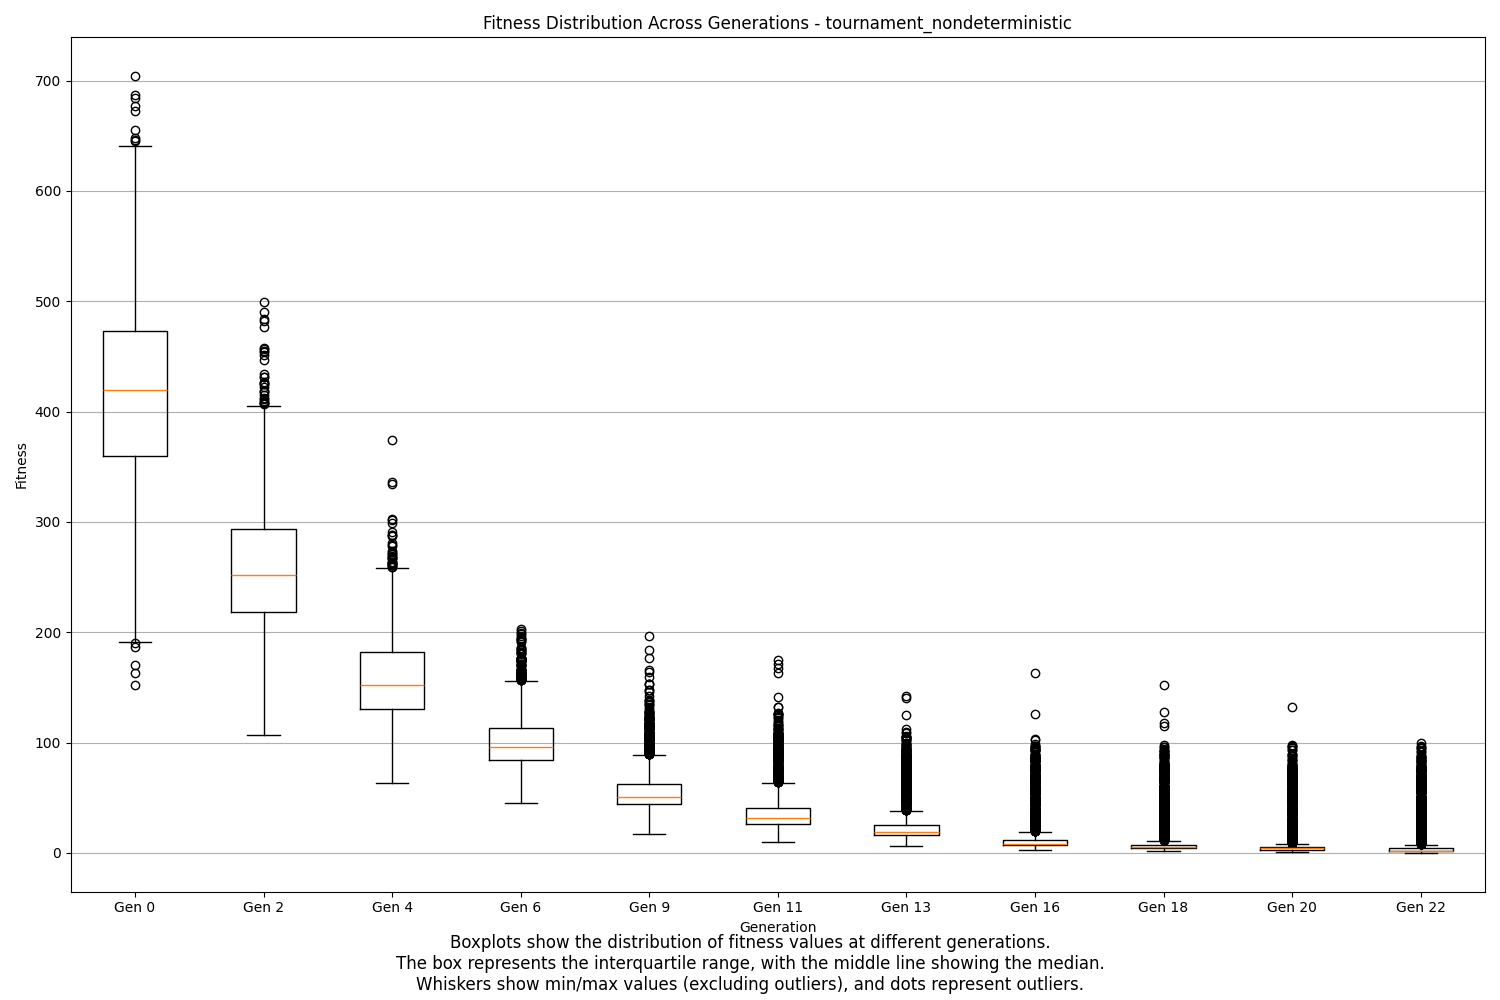 Fitness Distribution Across Generations - tournament_nondeterministic
Fitness
700
600
500
400
300
200
100
0
Gen 0
Gen 2
Gen 4
Gen 6
Gen 9
Gen 11
Gen 13
Gen 16
Gen 18
Gen 20
Gen 22
Generation
Boxplots show the distribution of fitness values at different generations.
The box represents the interquartile range, with the middle line showing the median.
Whiskers show min/max values (excluding outliers), and dots represent outliers.